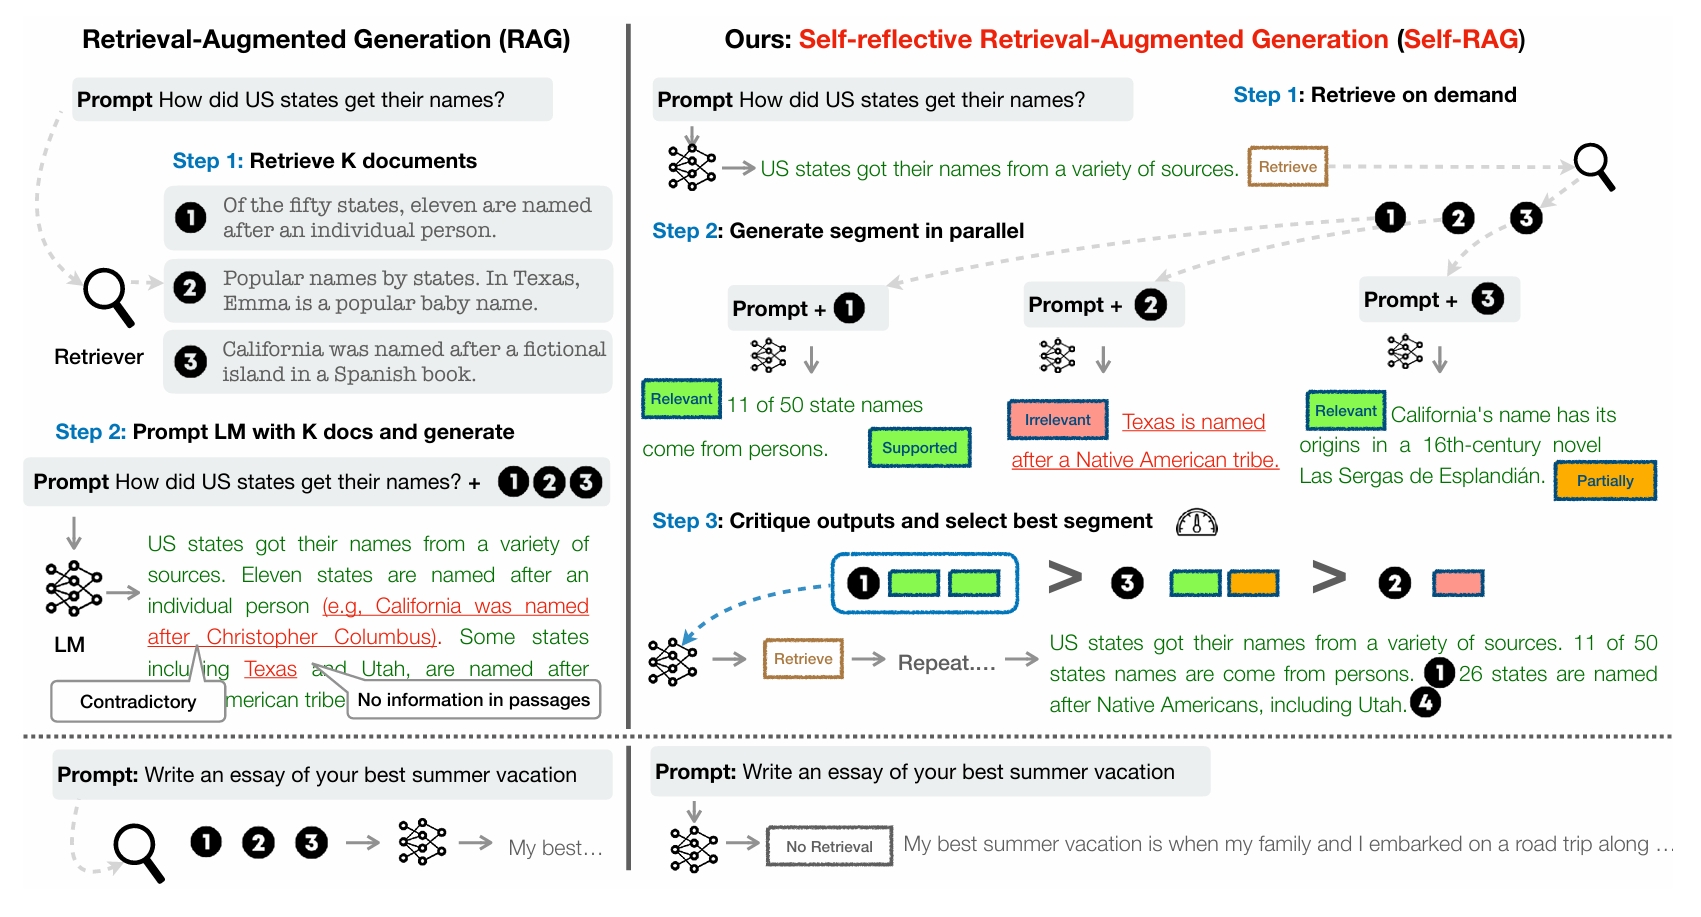 Retrieval-Augmented Generation (RAG)
Prompt How did US states get their names?
Step 1: Retrieve K documents
1 Of the fifty states, eleven are named
after an individual person.
2 Popular names by states. In Texas,
Emma is a popular baby name.
3 California was named after a fictional
island in a Spanish book.
Retriever
Step 2: Prompt LM with K docs and generate
Prompt How did US states get their names? + 1 2 3
US states got their names from a variety of
sources. Eleven states are named after an
individual person (e.g, California was named
after Christopher Columbus). Some states
LM
Texas and Utah, are named after
Contradictory
No information in passages
Prompt: Write an essay of your best summer vacation
1 2 3
My best...
Ours: Self-reflective Retrieval-Augmented Generation (Self-RAG)
Prompt How did US states get their names?
Step 1: Retrieve on demand
US states got their names from a variety of sources. Retrieve
1 2 3
Step 2: Generate segment in parallel
Prompt + 1
Prompt + 2
Prompt + 3
Relevant 11 of 50 state names
come from persons. Supported
Irrelevant Texas is named
after a Native American tribe.
Relevant California's name has its
origins in a 16th-century novel
Las Sergas de Esplandián. Partially
Step 3: Critique outputs and select best segment
1 > 3 > 2
Retrieve Repeat....
US states got their names from a variety of sources. 11 of 50
states names are come from persons. 1 26 states are named
after Native Americans, including Utah. 4
Prompt: Write an essay of your best summer vacation
No Retrieval My best summer vacation is when my family and I embarked on a road trip along ...